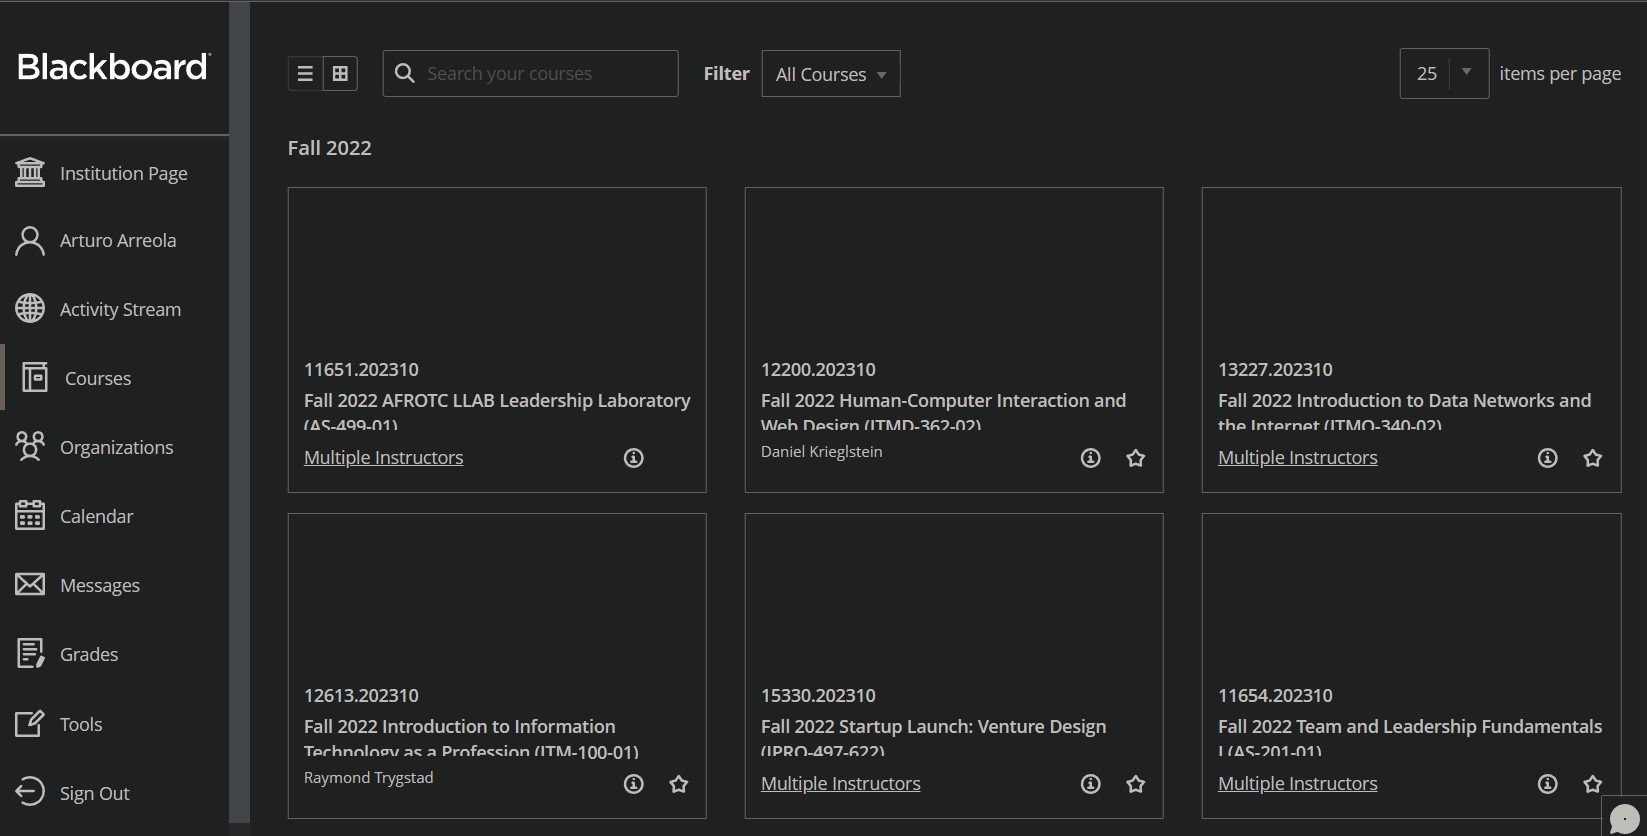 Blackboard
Institution Page
Arturo Arreola
Activity Stream
Courses
Organizations
Calendar
Messages
Grades
Tools
Sign Out
Search your courses
Filter
All Courses
25
items per page
Fall 2022
11651.202310
Fall 2022 AFROTC LLAB Leadership Laboratory
(AS-499-01)
Multiple Instructors
12200.202310
Fall 2022 Human-Computer Interaction and
Web Design (ITMD-362-02)
Daniel Krieglstein
13227.202310
Fall 2022 Introduction to Data Networks and
the Internet (ITMO-340-02)
Multiple Instructors
12613.202310
Fall 2022 Introduction to Information
Technology as a Profession (ITM-100-01)
Raymond Trygstad
15330.202310
Fall 2022 Startup Launch: Venture Design
(IPRO-497-622)
Multiple Instructors
11654.202310
Fall 2022 Team and Leadership Fundamentals
I (AS-201-01)
Multiple Instructors